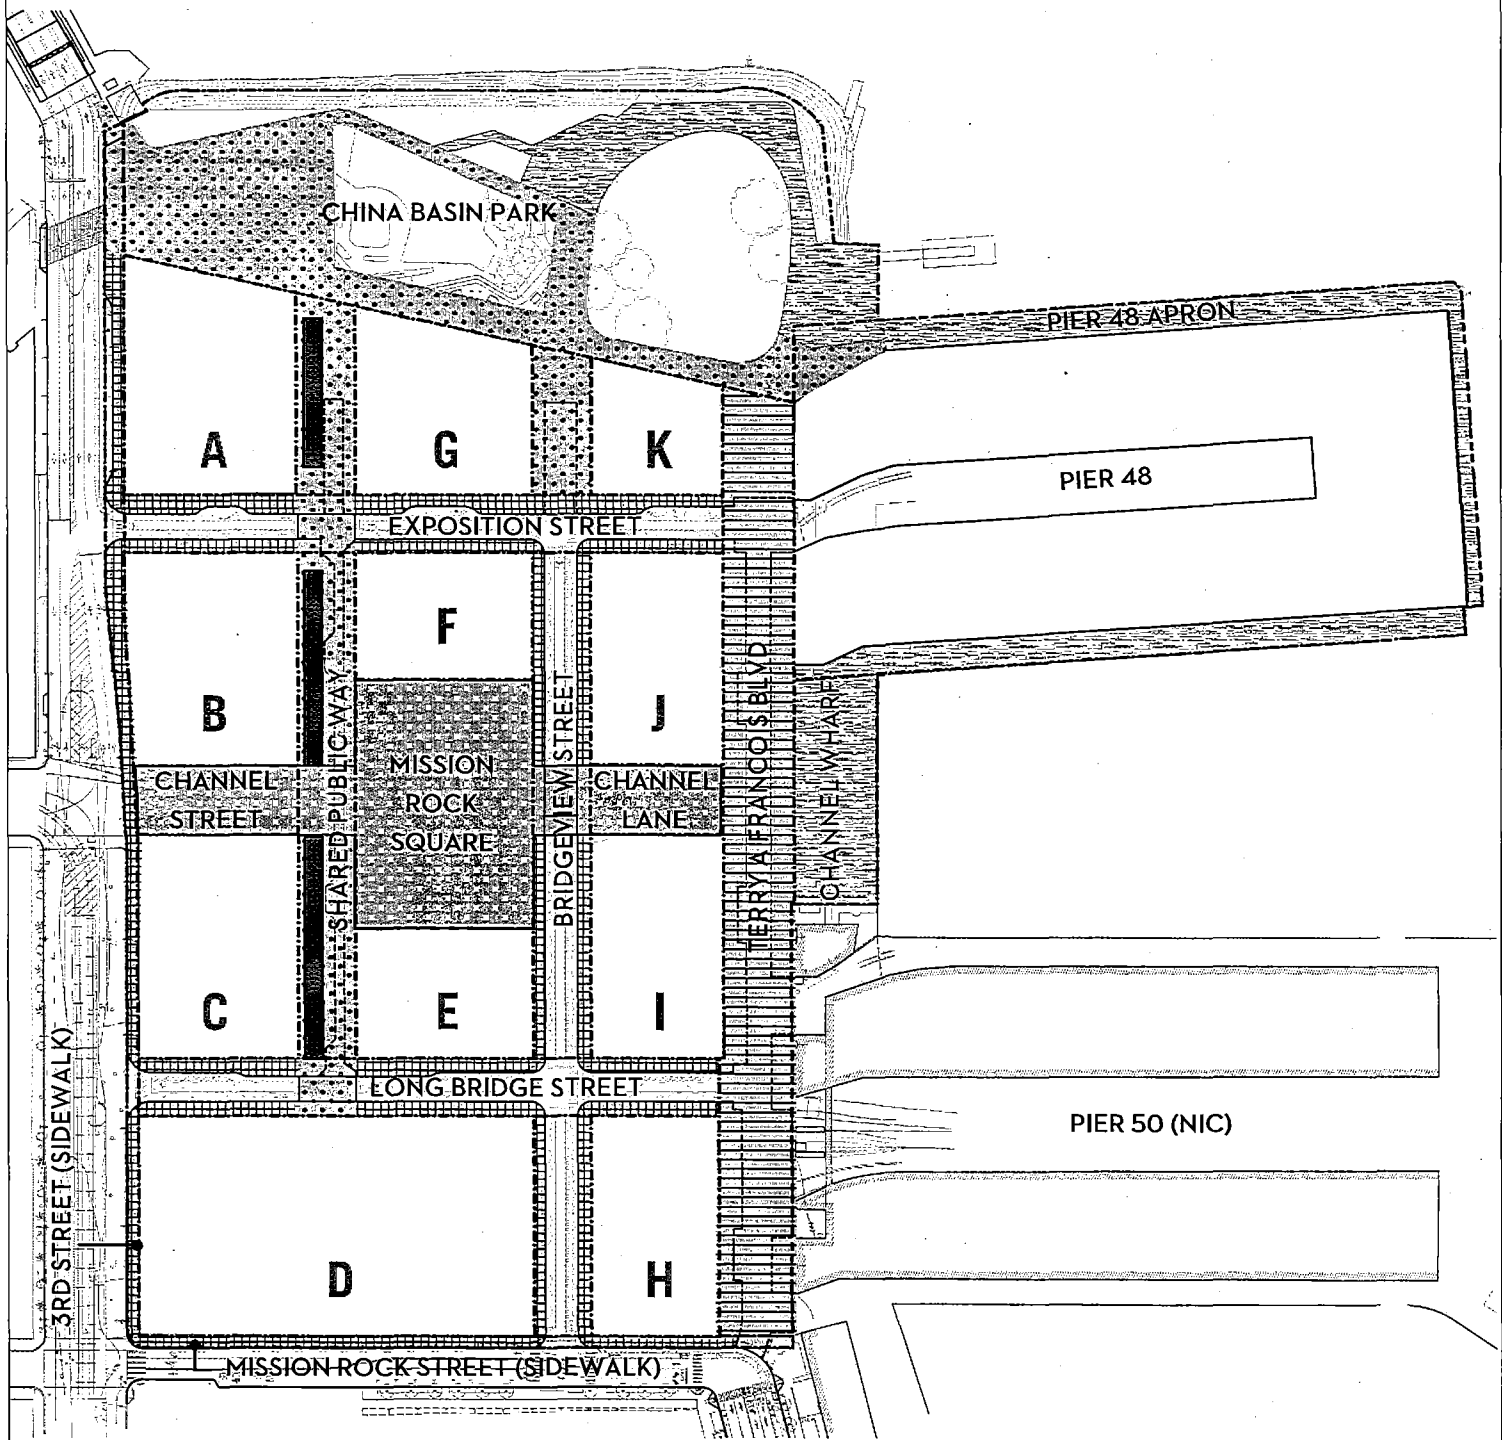 CHINA BASIN PARK
PIER 48 APRON
A
G
K
PIER 48
EXPOSITION STREET
F
B
J
SHARED PUBLIC WAY
MISSION
ROCK
SQUARE
BRIDGEVIEW STREET
CHANNEL
STREET
CHANNEL
LANE
TERRY A FRANCOIS BLVD
CHANNEL WHARF
C
E
I
LONG BRIDGE STREET
3RD STREET (SIDEWALK)
PIER 50 (NIC)
D
H
MISSION ROCK STREET (SIDEWALK)